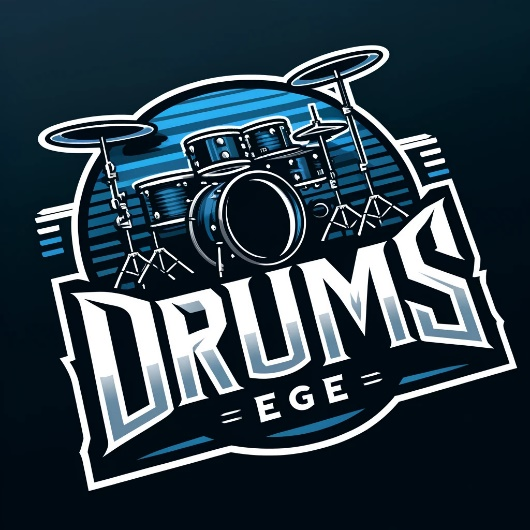 DRUMS
= EGE =